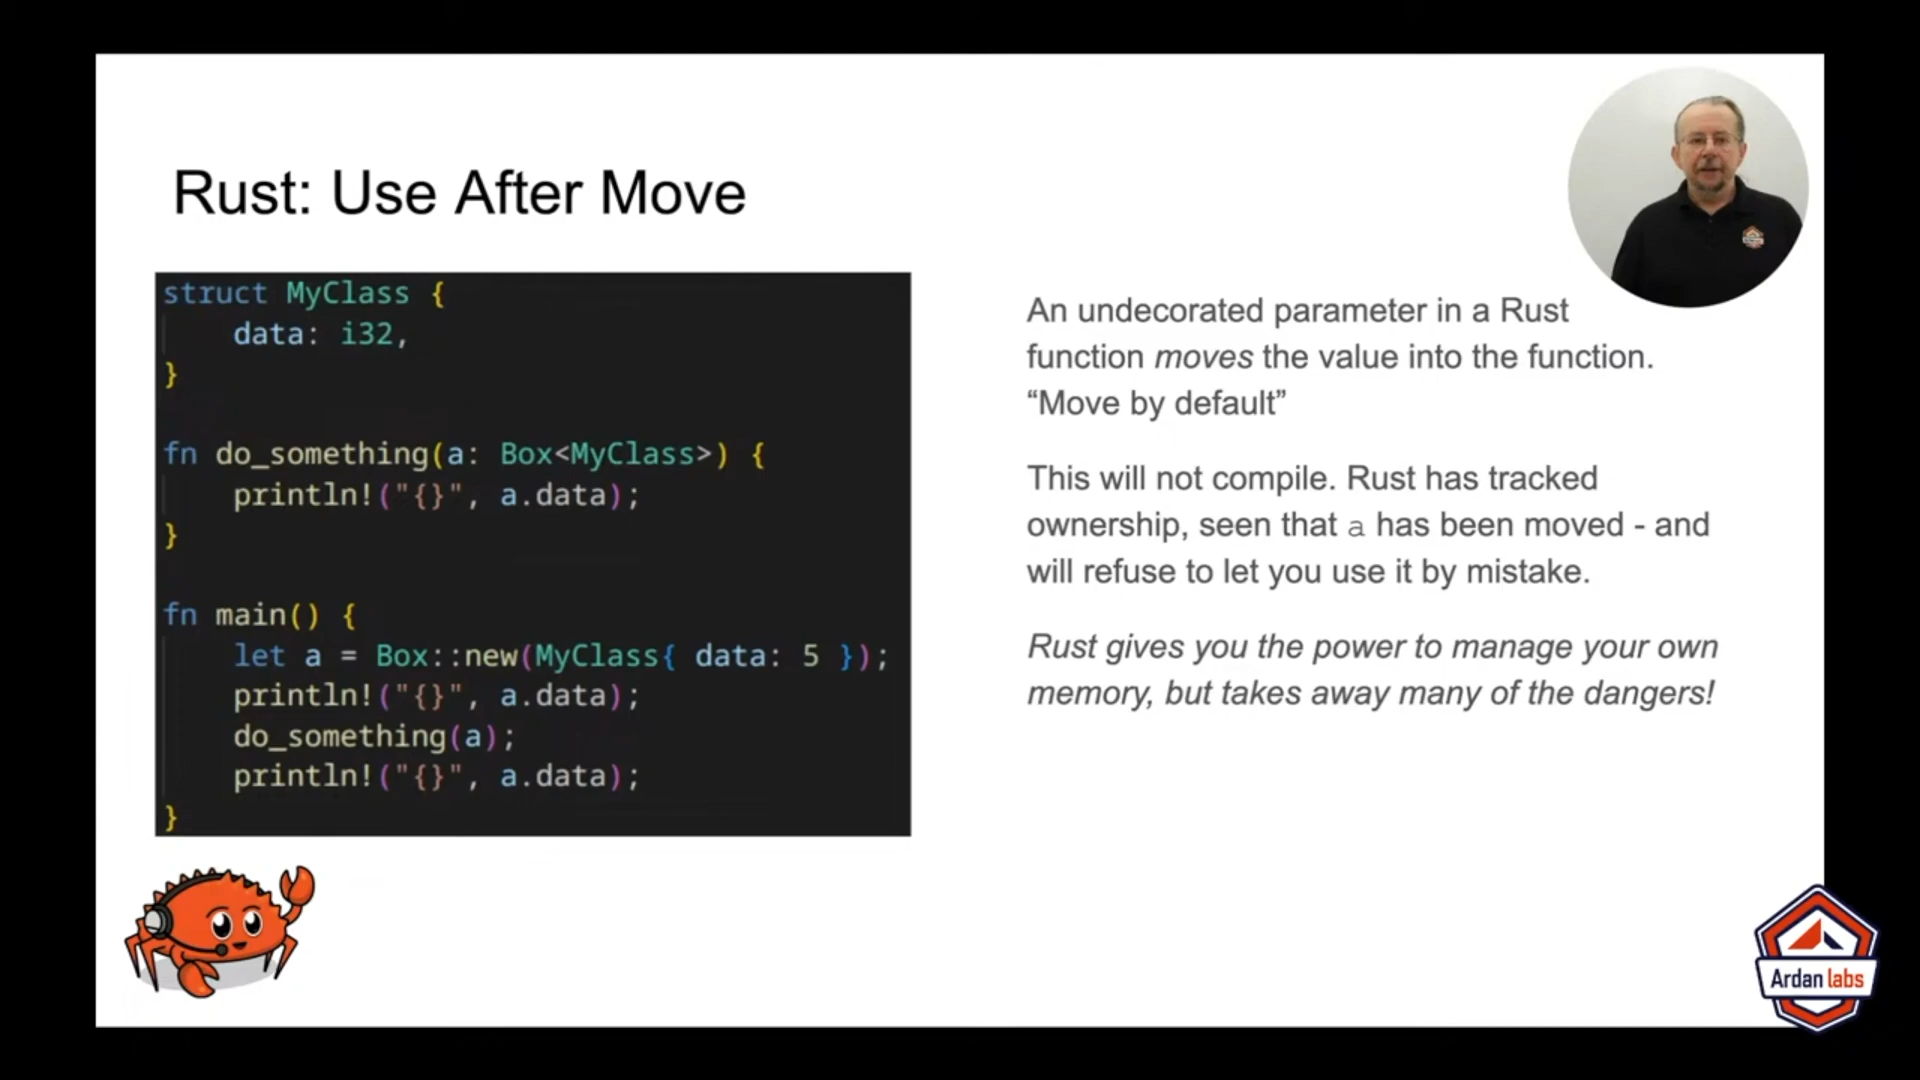 Rust: Use After Move
struct MyClass {
    data: i32,
}
fn do_something(a: Box<MyClass>) {
    println!("{}", a.data);
}
fn main() {
    let a = Box::new(MyClass{ data: 5 });
    println!("{}", a.data);
    do_something(a);
    println!("{}", a.data);
}
An undecorated parameter in a Rust
function moves the value into the function.
“Move by default”
This will not compile. Rust has tracked
ownership, seen that a has been moved - and
will refuse to let you use it by mistake.
Rust gives you the power to manage your own
memory, but takes away many of the dangers!
Ardan labs